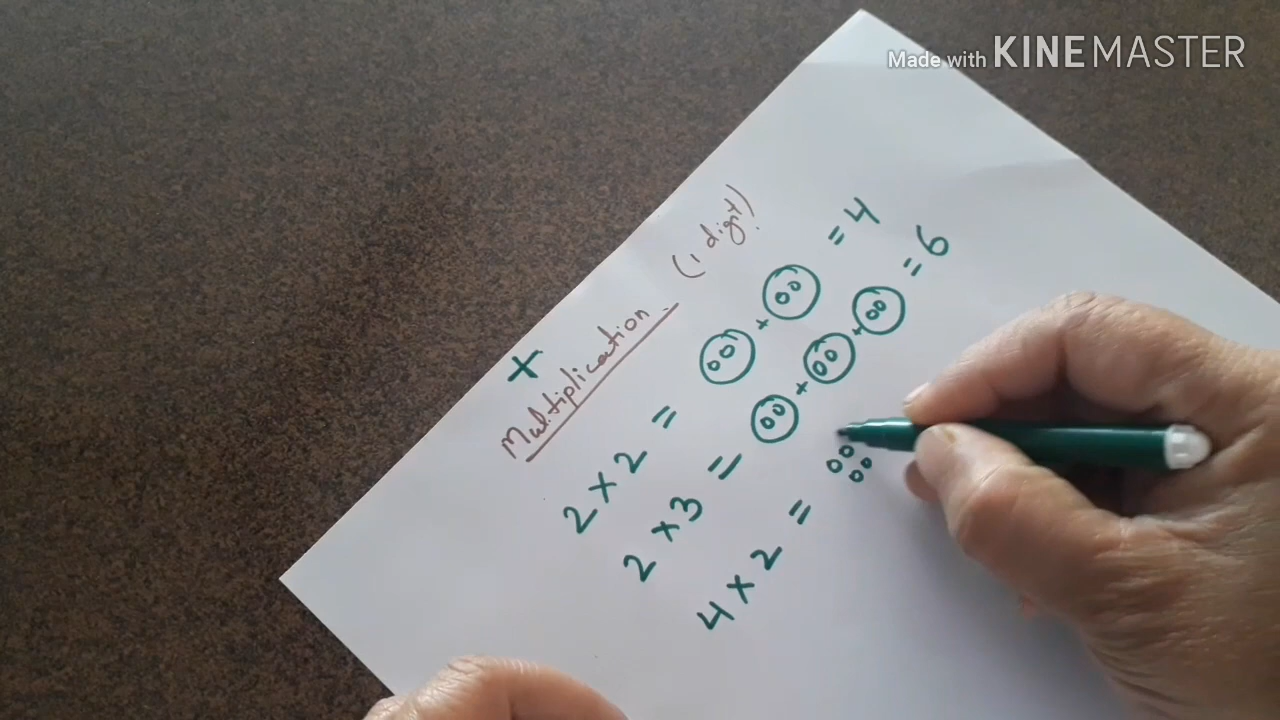 Made with KINEMASTER
×
Multiplication (1 digit)
2 × 2 = + = 4
2 × 3 = + + = 6
4 × 2 =